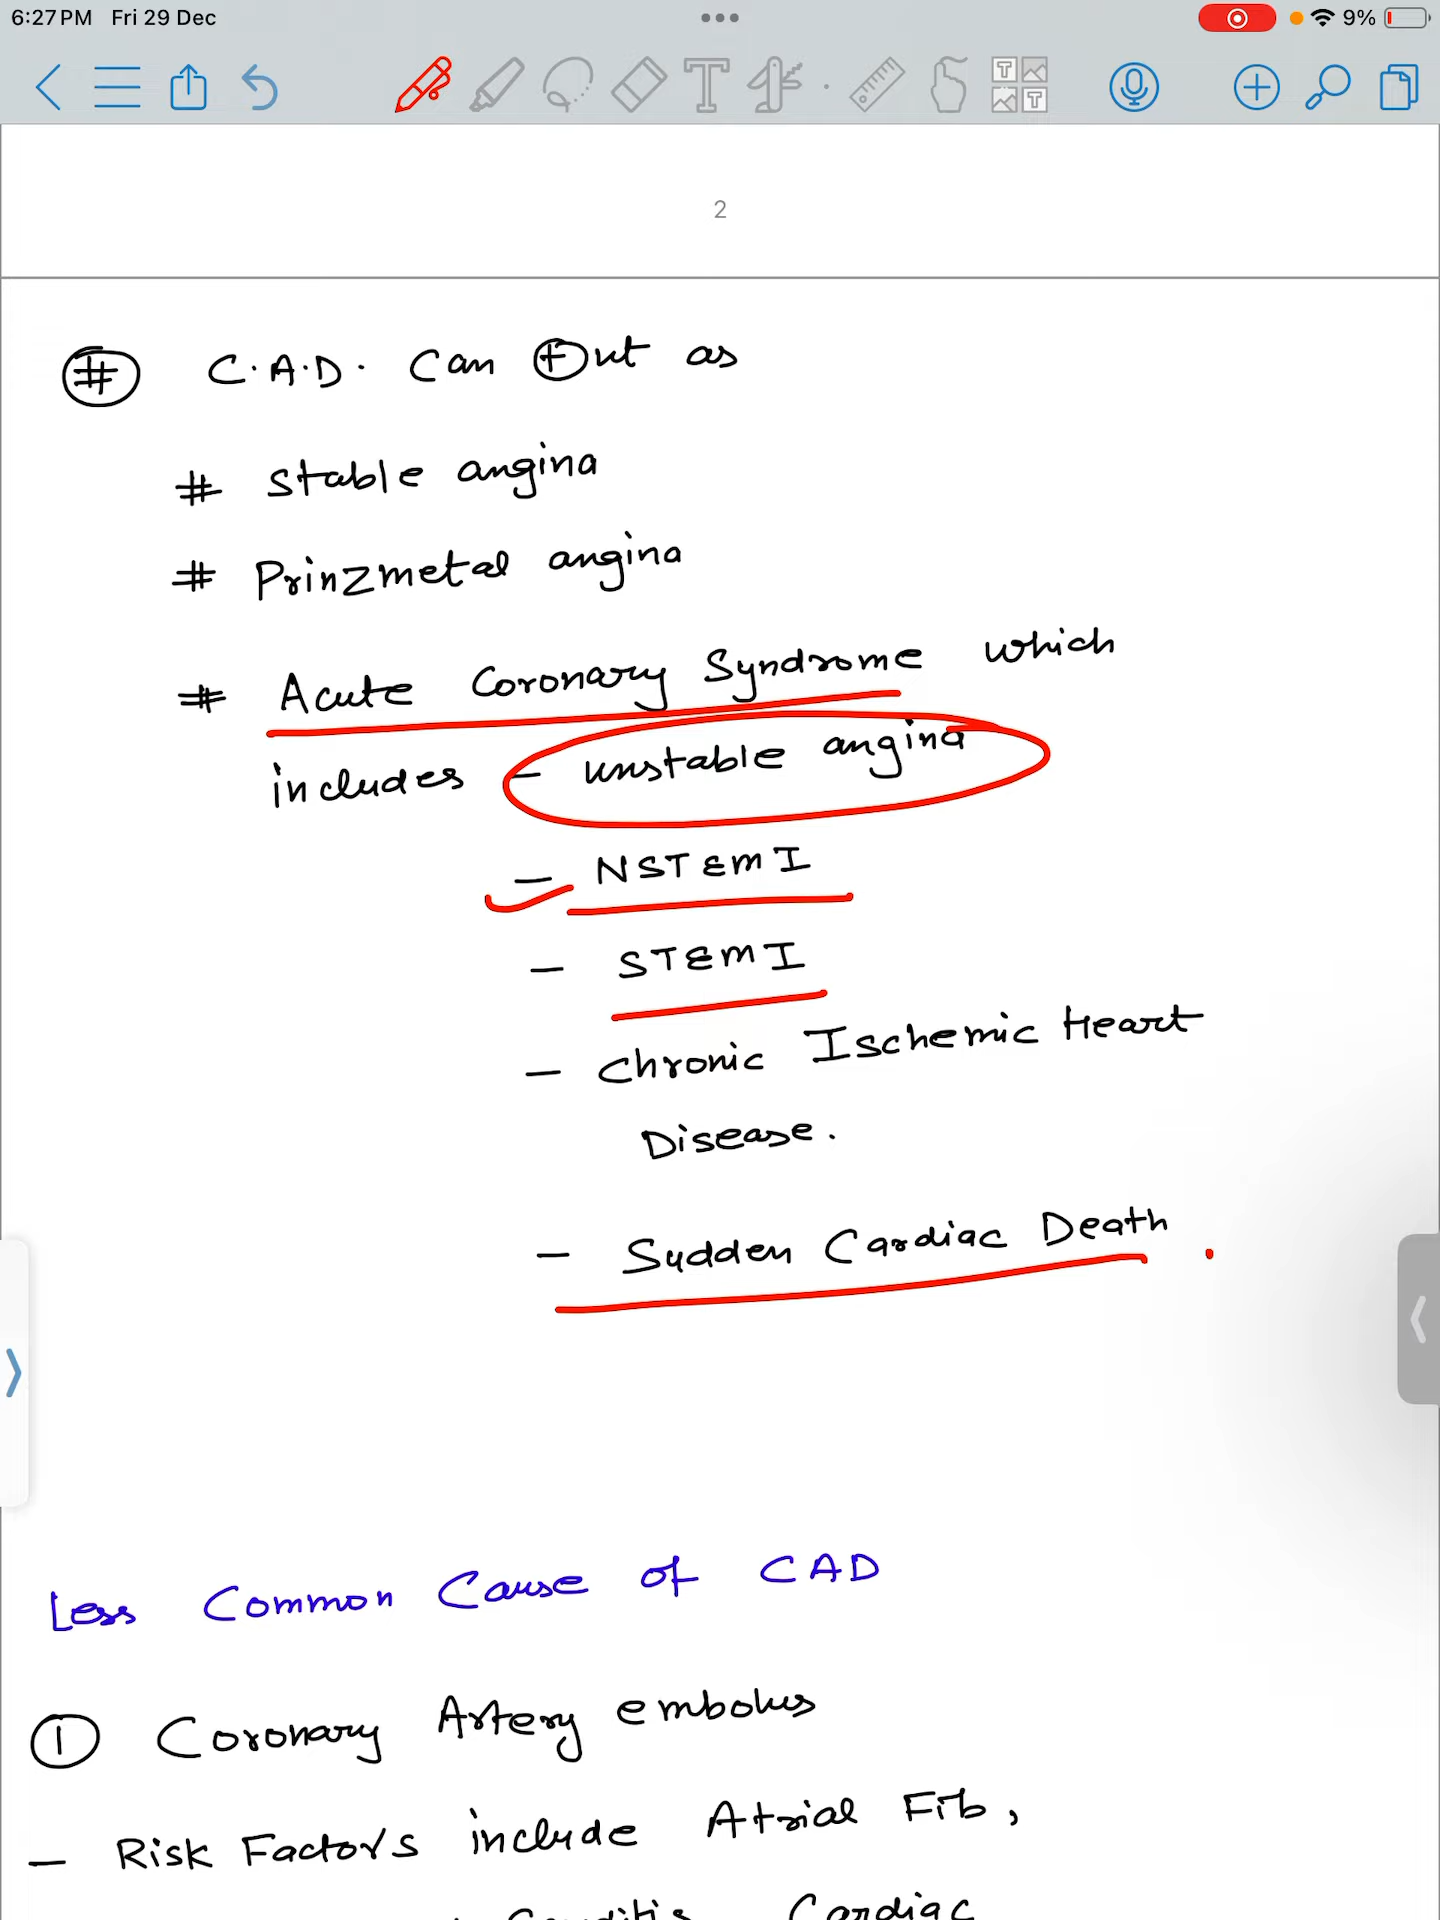 6:27 PM Fri 29 Dec
9%
2
# C.A.D. Can ⊕nt as
# Stable angina
# Prinzmetal angina
# Acute Coronary Syndrome which
includes - unstable angina
- NSTEMI
- STEMI
- Chronic Ischemic Heart
Disease.
- Sudden Cardiac Death
Less Common Cause of CAD
① Coronary Artery embolus
- Risk Factors include Atrial Fib,
Cardiac